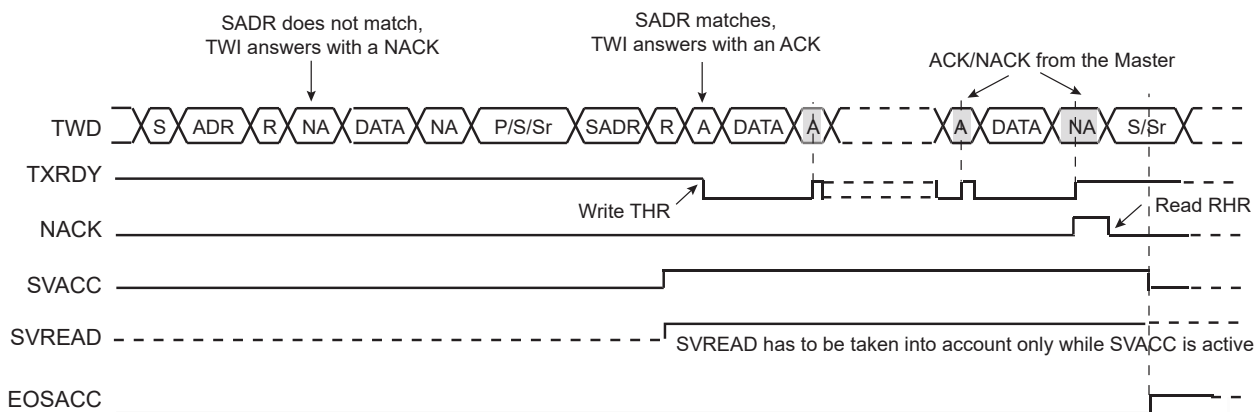 SADR does not match,
TWI answers with a NACK
SADR matches,
TWI answers with an ACK
ACK/NACK from the Master
TWD S ADR R NA DATA NA P/S/Sr SADR R A DATA A A DATA NA S/Sr
TXRDY
Write THR
Read RHR
NACK
SVACC
SVREAD
SVREAD has to be taken into account only while SVACC is active
EOSACC